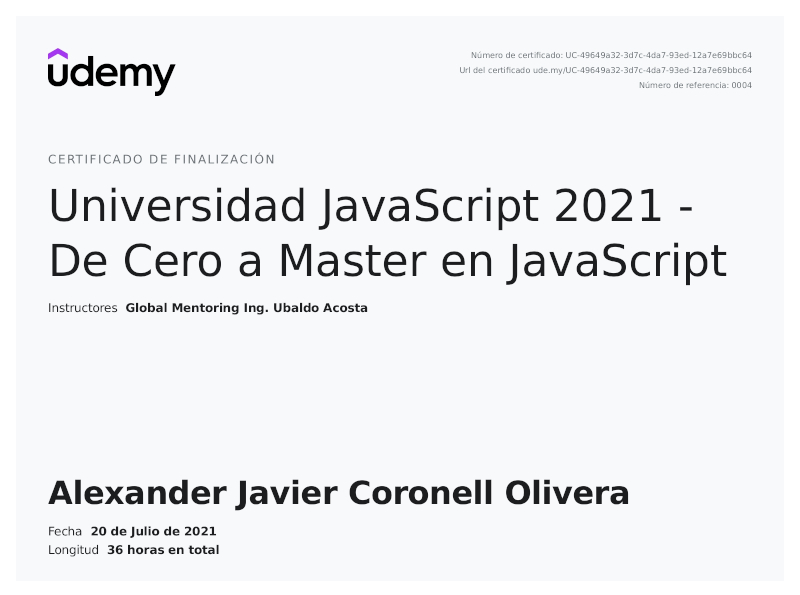 udemy
Número de certificado: UC-49649a32-3d7c-4da7-93ed-12a7e69bbc64
Url del certificado ude.my/UC-49649a32-3d7c-4da7-93ed-12a7e69bbc64
Número de referencia: 0004
CERTIFICADO DE FINALIZACIÓN
Universidad JavaScript 2021 -
De Cero a Master en JavaScript
Instructores Global Mentoring Ing. Ubaldo Acosta
Alexander Javier Coronell Olivera
Fecha 20 de Julio de 2021
Longitud 36 horas en total